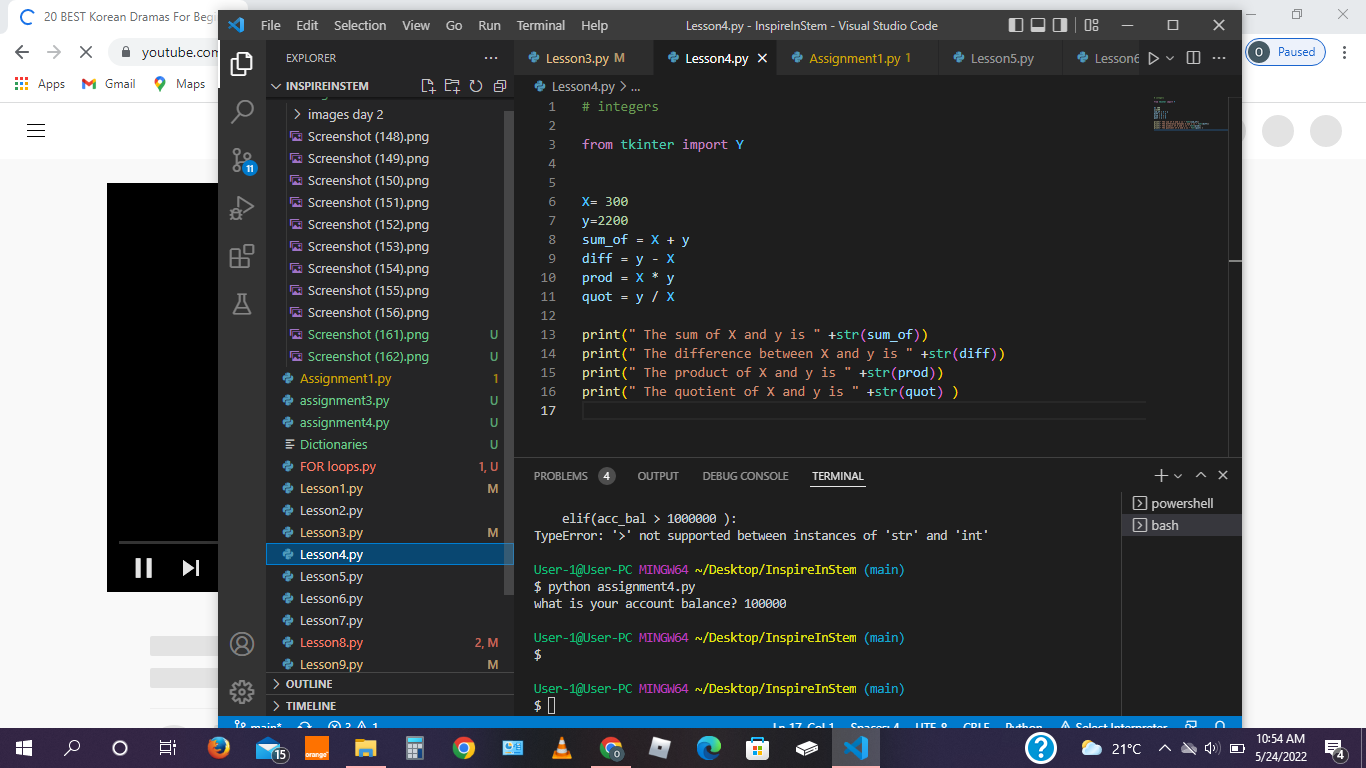 20 BEST Korean Dramas For Beg
youtube.com
Paused
Apps
Gmail
Maps
File Edit Selection View Go Run Terminal Help
Lesson4.py - InspireInStem - Visual Studio Code
EXPLORER
INSPIREINSTEM
images day 2
Screenshot (148).png
Screenshot (149).png
Screenshot (150).png
Screenshot (151).png
Screenshot (152).png
Screenshot (153).png
Screenshot (154).png
Screenshot (155).png
Screenshot (156).png
Screenshot (161).png U
Screenshot (162).png U
Assignment1.py 1
assignment3.py U
assignment4.py U
Dictionaries U
FOR loops.py 1, U
Lesson1.py M
Lesson2.py
Lesson3.py M
Lesson4.py
Lesson5.py
Lesson6.py
Lesson7.py
Lesson8.py 2, M
Lesson9.py M
OUTLINE
TIMELINE
11
Lesson3.py M Lesson4.py Assignment1.py 1 Lesson5.py Lesson6
Lesson4.py > ...
1 # integers
2
3 from tkinter import Y
4
5
6 X= 300
7 y=2200
8 sum_of = X + y
9 diff = y - X
10 prod = X * y
11 quot = y / X
12
13 print(" The sum of X and y is " +str(sum_of))
14 print(" The difference between X and y is " +str(diff))
15 print(" The product of X and y is " +str(prod))
16 print(" The quotient of X and y is " +str(quot) )
17
PROBLEMS 4 OUTPUT DEBUG CONSOLE TERMINAL
powershell
bash
elif(acc_bal > 1000000 ):
TypeError: '>' not supported between instances of 'str' and 'int'
User-1@User-PC MINGW64 ~/Desktop/InspireInStem (main)
$ python assignment4.py
what is your account balance? 100000
User-1@User-PC MINGW64 ~/Desktop/InspireInStem (main)
$
User-1@User-PC MINGW64 ~/Desktop/InspireInStem (main)
$
main* 3 1 Ln 17, Col 1 Spaces: 4 UTF-8 CRLF Python Select Interpreter
15
orange
21°C
10:54 AM
5/24/2022
4